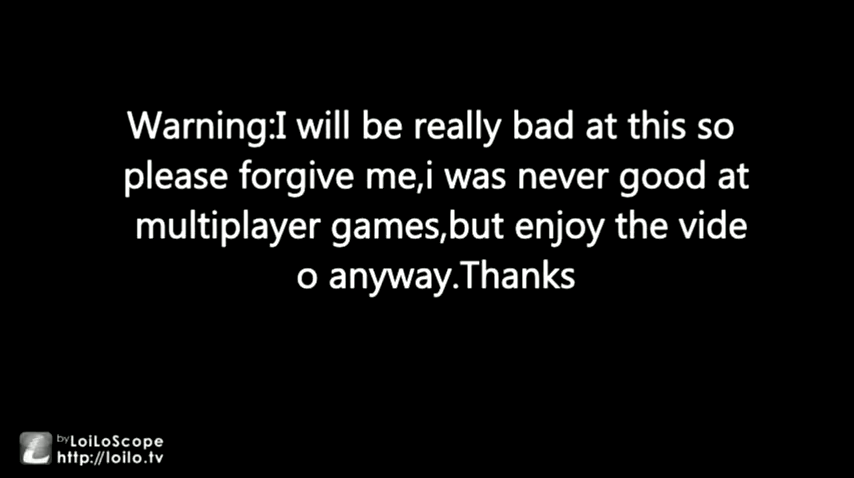 Warning:I will be really bad at this so
please forgive me,i was never good at
multiplayer games,but enjoy the vide
o anyway.Thanks
by LoiLoScope
http://loilo.tv